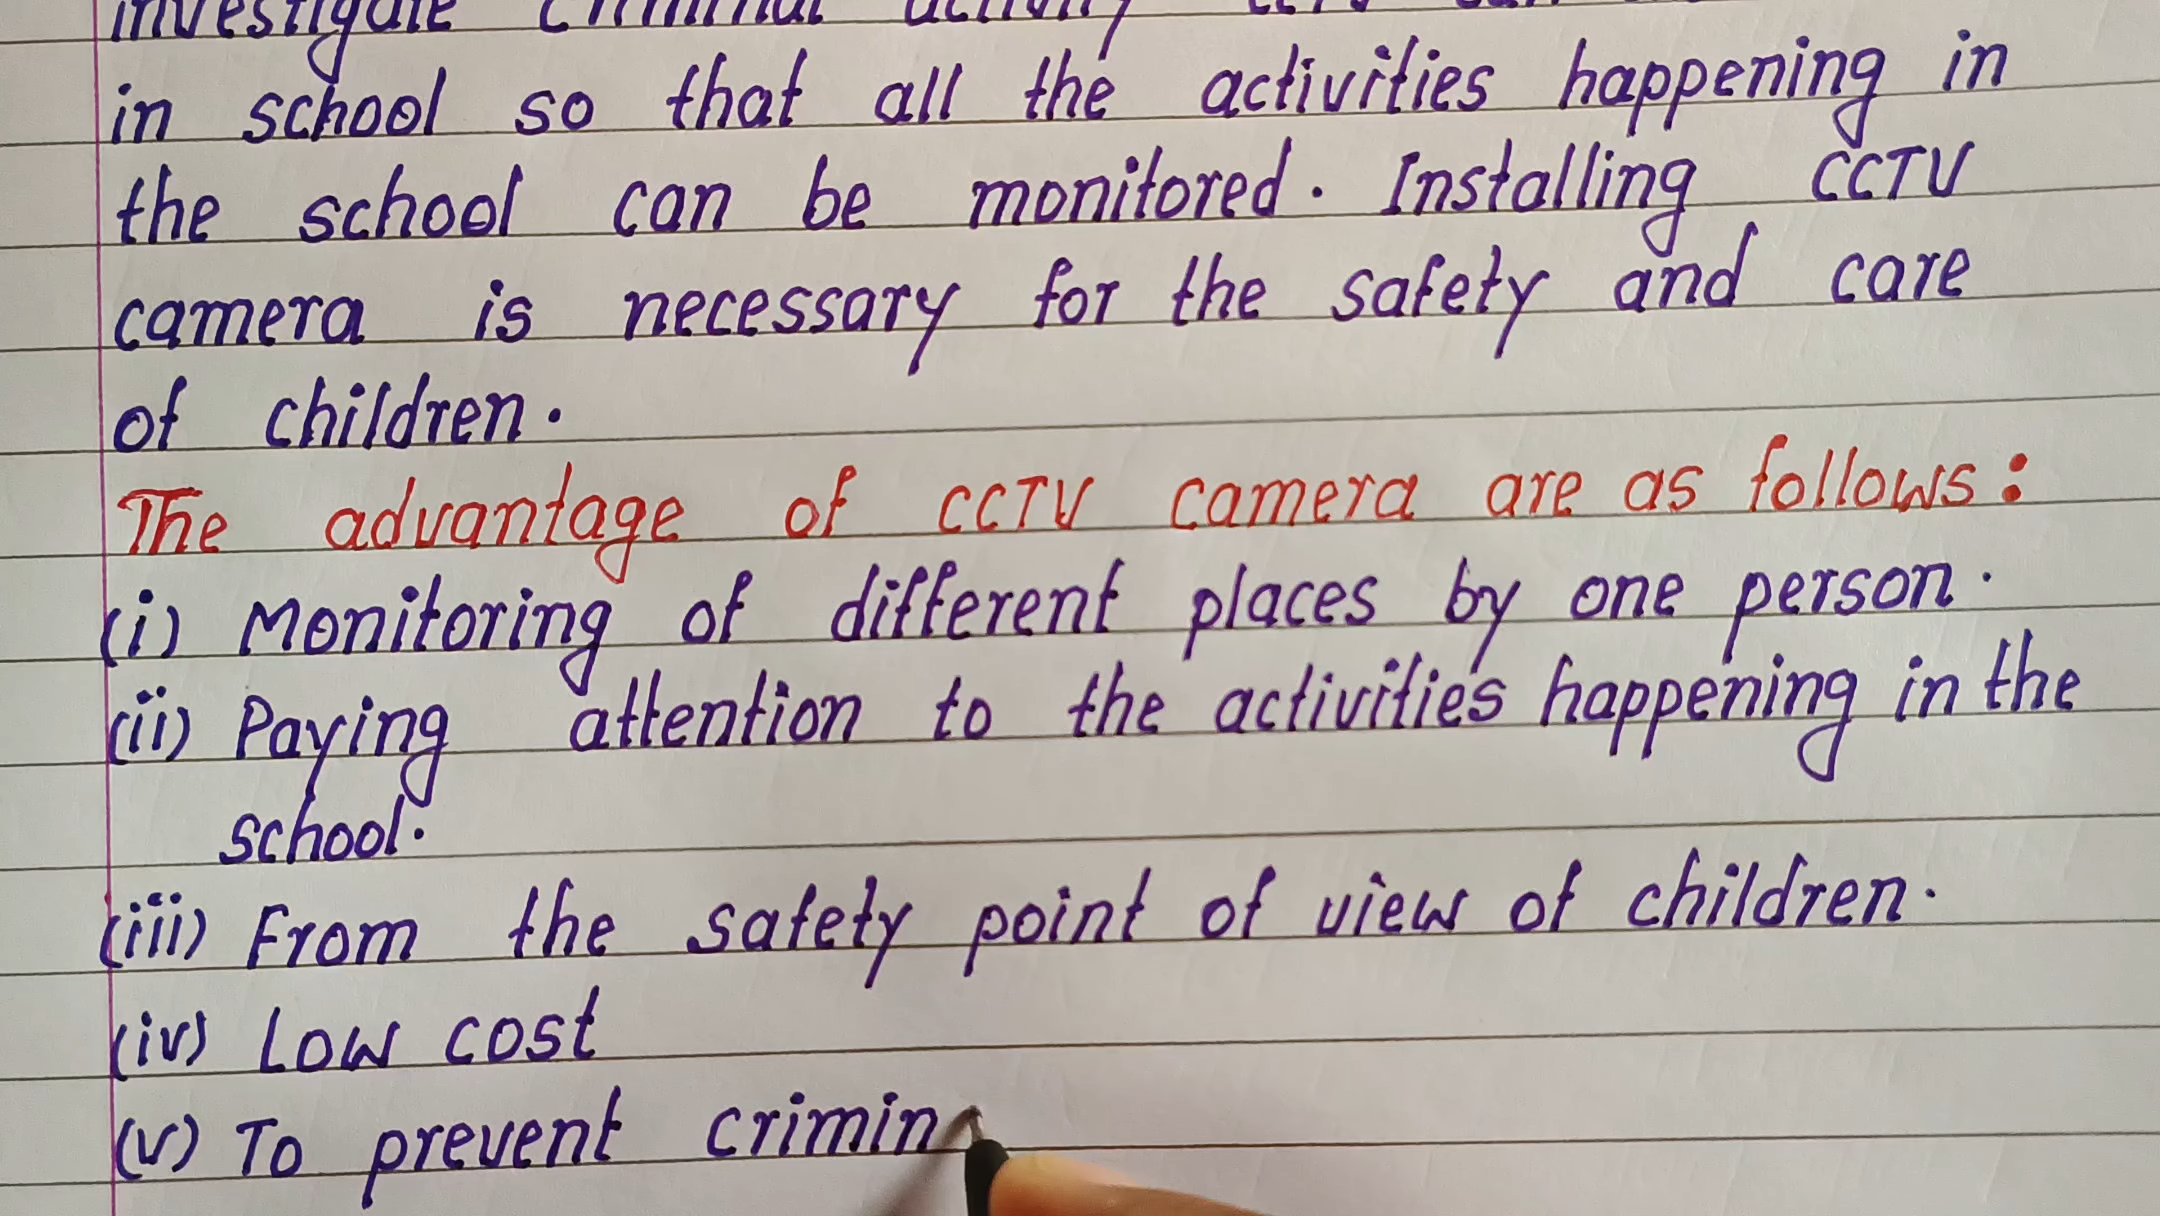 investigate criminal activity
in school so that all the activities happening in
the school can be monitored. Installing CCTV
camera is necessary for the safety and care
of children.
The advantage of CCTV camera are as follows:
(i) Monitoring of different places by one person.
(ii) Paying attention to the activities happening in the
school.
(iii) From the safety point of view of children.
(iv) Low cost
(v) To prevent crimin